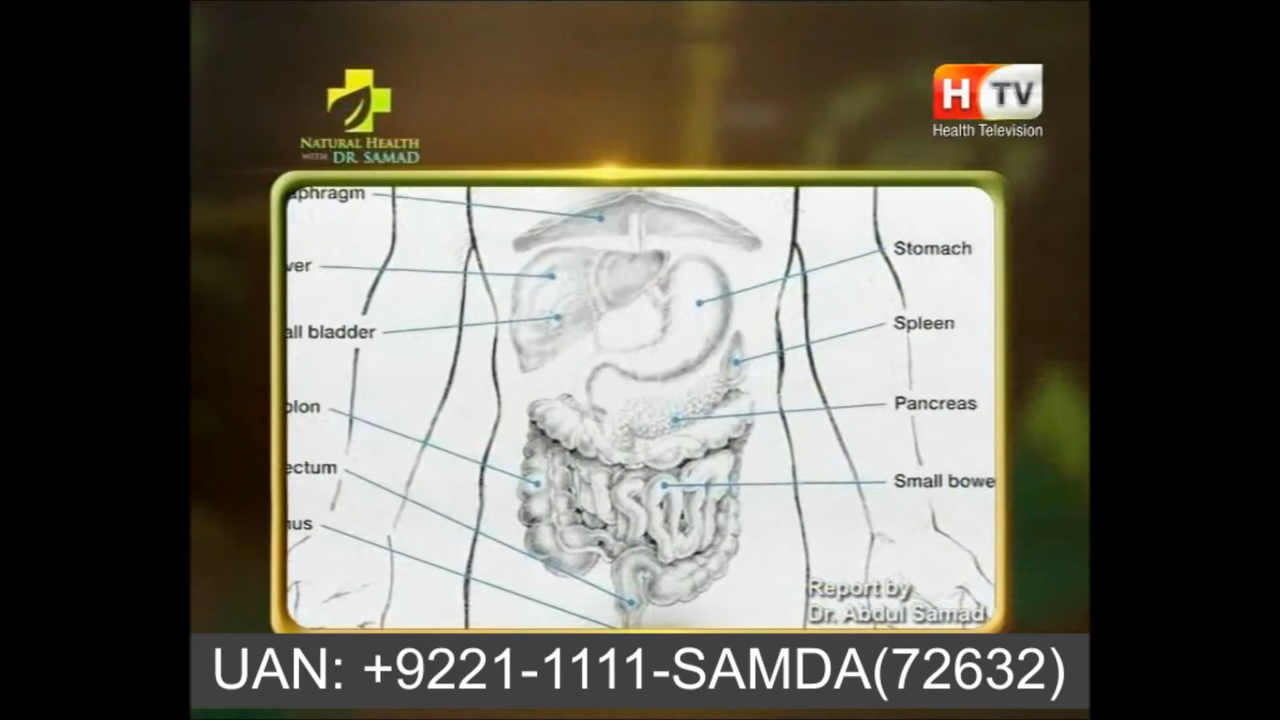 NATURAL HEALTH
WITH DR. SAMAD
H TV
Health Television
aphragm
ver
all bladder
olon
ectum
nus
Stomach
Spleen
Pancreas
Small bowe
Report by
Dr. Abdul Samad
UAN: +9221-1111-SAMDA(72632)